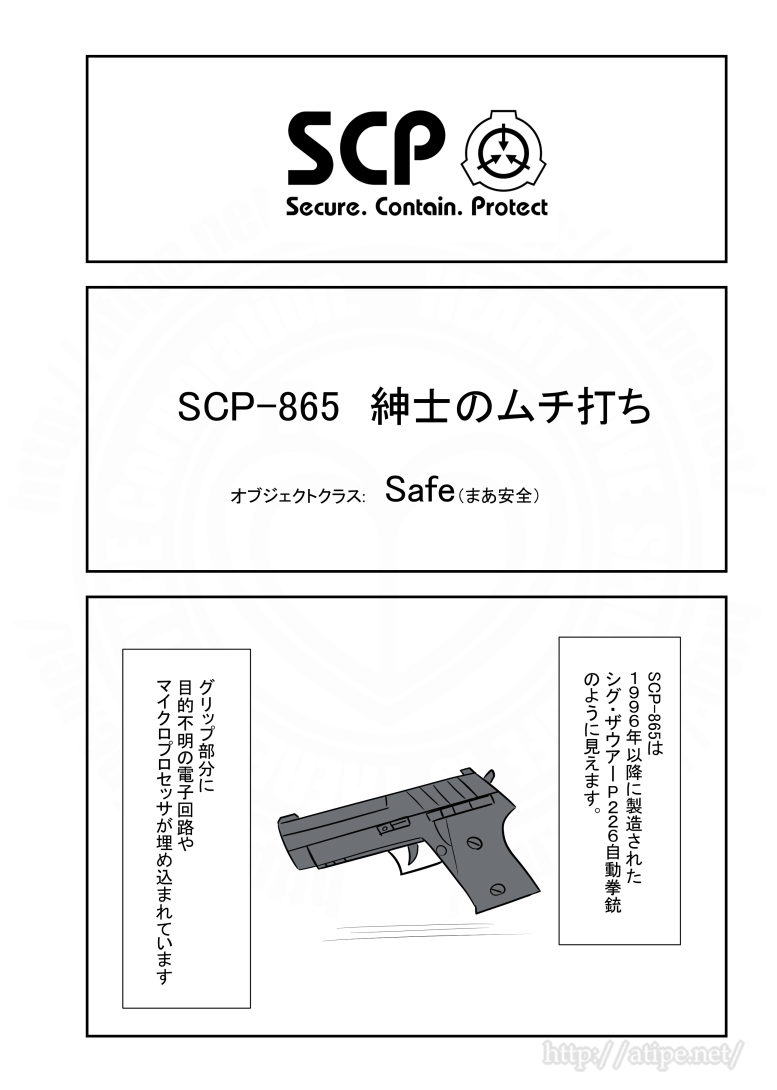 SCP
Secure. Contain. Protect
SCP-865 紳士のムチ打ち
オブジェクトクラス: Safe(まあ安全)
SCP-865は
1996年以降に製造された
シグ・ザウアーP226自動拳銃
のように見えます。
グリップ部分に
目的不明の電子回路や
マイクロプロセッサが埋め込まれています
http://atipe.net/